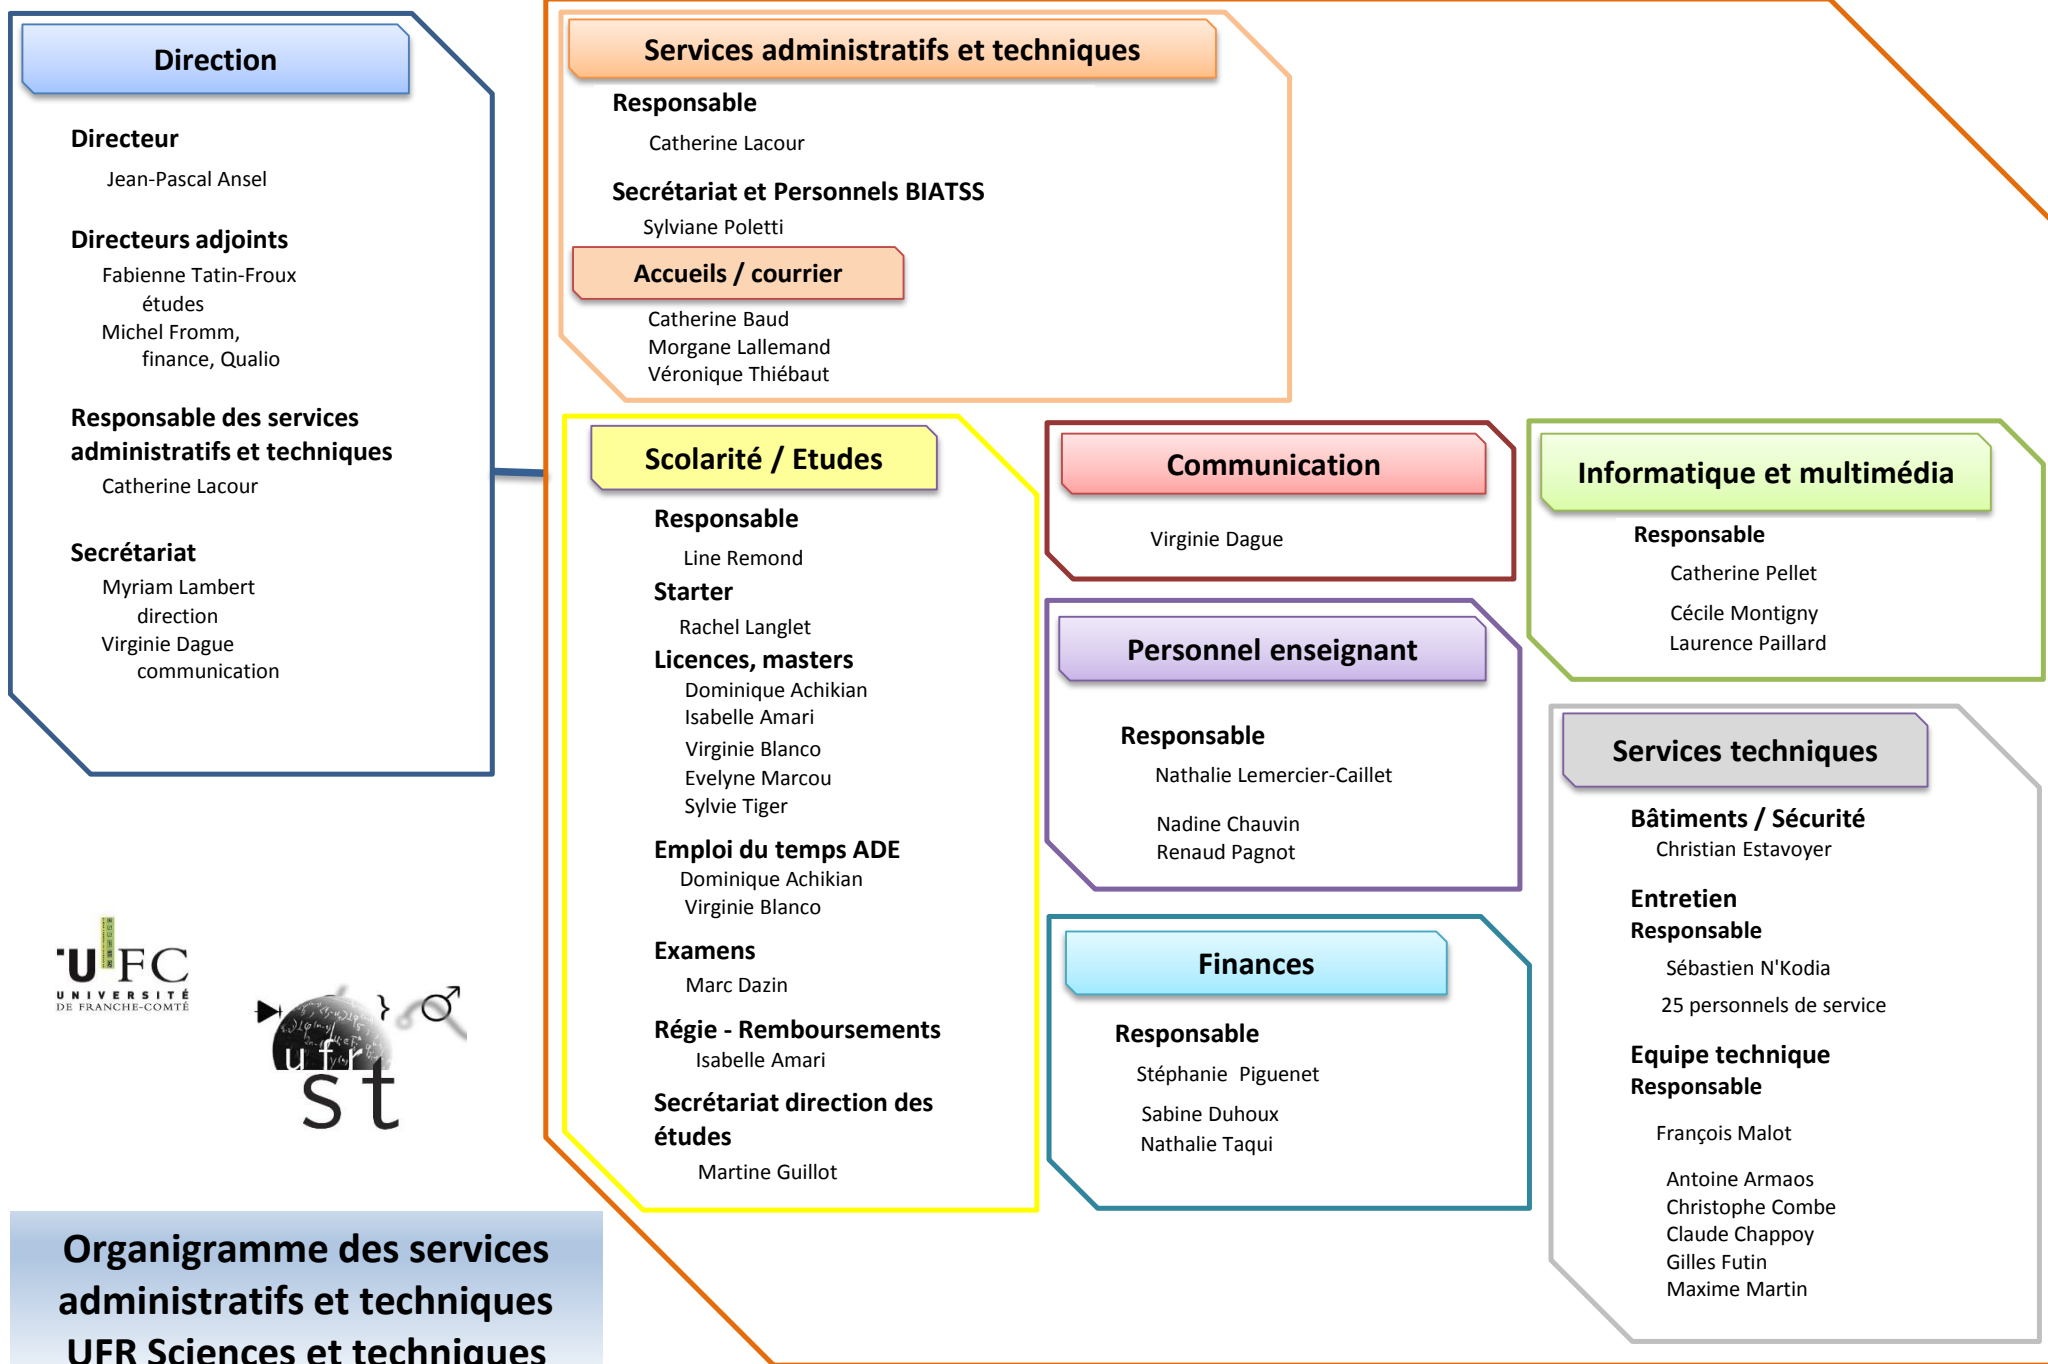 Direction
Directeur
Jean-Pascal Ansel
Directeurs adjoints
Fabienne Tatin-Froux
études
Michel Fromm,
finance, Qualio
Responsable des services
administratifs et techniques
Catherine Lacour
Secrétariat
Myriam Lambert
direction
Virginie Dague
communication
Services administratifs et techniques
Responsable
Catherine Lacour
Secrétariat et Personnels BIATSS
Sylviane Poletti
Accueils / courrier
Catherine Baud
Morgane Lallemand
Véronique Thiébaut
Scolarité / Etudes
Responsable
Line Remond
Starter
Rachel Langlet
Licences, masters
Dominique Achikian
Isabelle Amari
Virginie Blanco
Evelyne Marcou
Sylvie Tiger
Emploi du temps ADE
Dominique Achikian
Virginie Blanco
Examens
Marc Dazin
Régie - Remboursements
Isabelle Amari
Secrétariat direction des
études
Martine Guillot
Communication
Virginie Dague
Personnel enseignant
Responsable
Nathalie Lemercier-Caillet
Nadine Chauvin
Renaud Pagnot
Finances
Responsable
Stéphanie  Piguenet
Sabine Duhoux
Nathalie Taqui
Informatique et multimédia
Responsable
Catherine Pellet
Cécile Montigny
Laurence Paillard
Services techniques
Bâtiments / Sécurité
Christian Estavoyer
Entretien
Responsable
Sébastien N'Kodia
25 personnels de service
Equipe technique
Responsable
François Malot
Antoine Armaos
Christophe Combe
Claude Chappoy
Gilles Futin
Maxime Martin
UFC
UNIVERSITÉ
DE FRANCHE-COMTÉ
ufr
st
Organigramme des services
administratifs et techniques
UFR Sciences et techniques